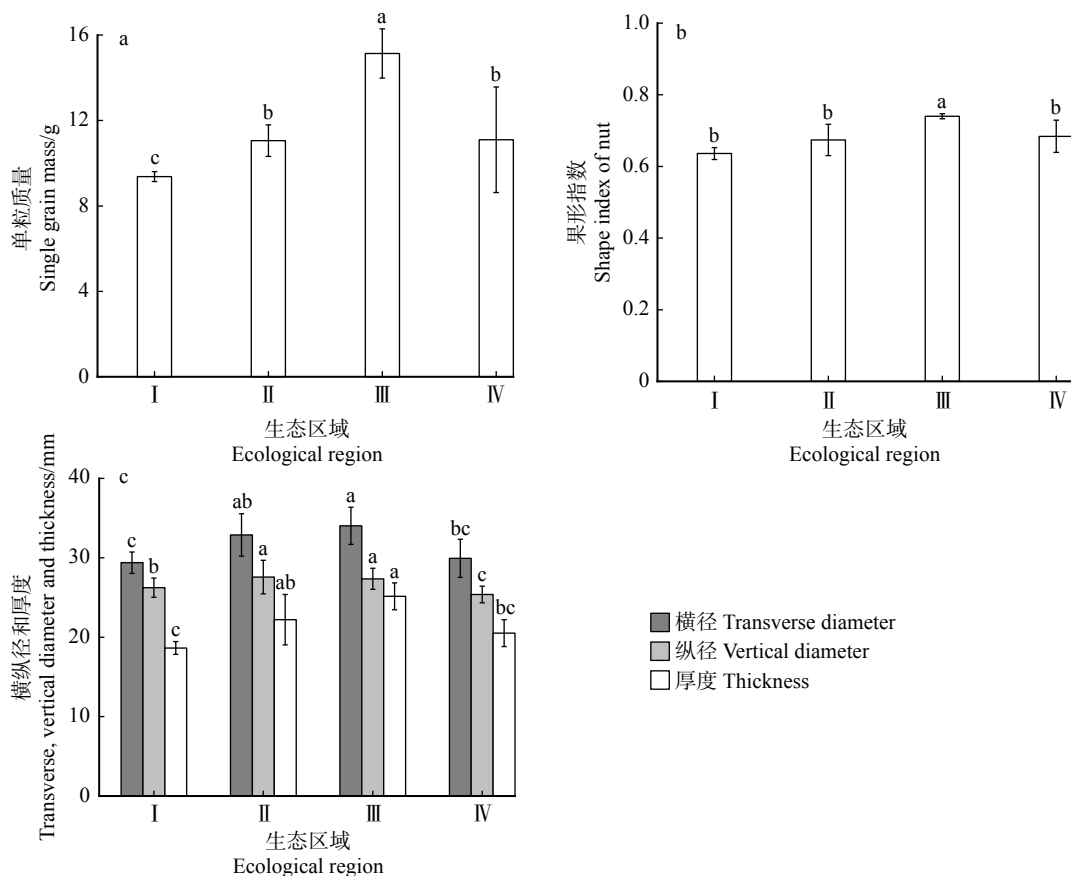 a
单粒质量
Single grain mass/g
16
12
8
4
0
c
b
a
b
Ⅰ
Ⅱ
Ⅲ
Ⅳ
生态区域
Ecological region
b
果形指数
Shape index of nut
1.0
0.8
0.6
0.4
0.2
0
b
b
a
b
Ⅰ
Ⅱ
Ⅲ
Ⅳ
生态区域
Ecological region
c
横纵径和厚度
Transverse, vertical diameter and thickness/mm
40
30
20
10
0
c
b
c
ab
a
ab
a
a
a
bc
c
bc
Ⅰ
Ⅱ
Ⅲ
Ⅳ
生态区域
Ecological region
横径 Transverse diameter
纵径 Vertical diameter
厚度 Thickness